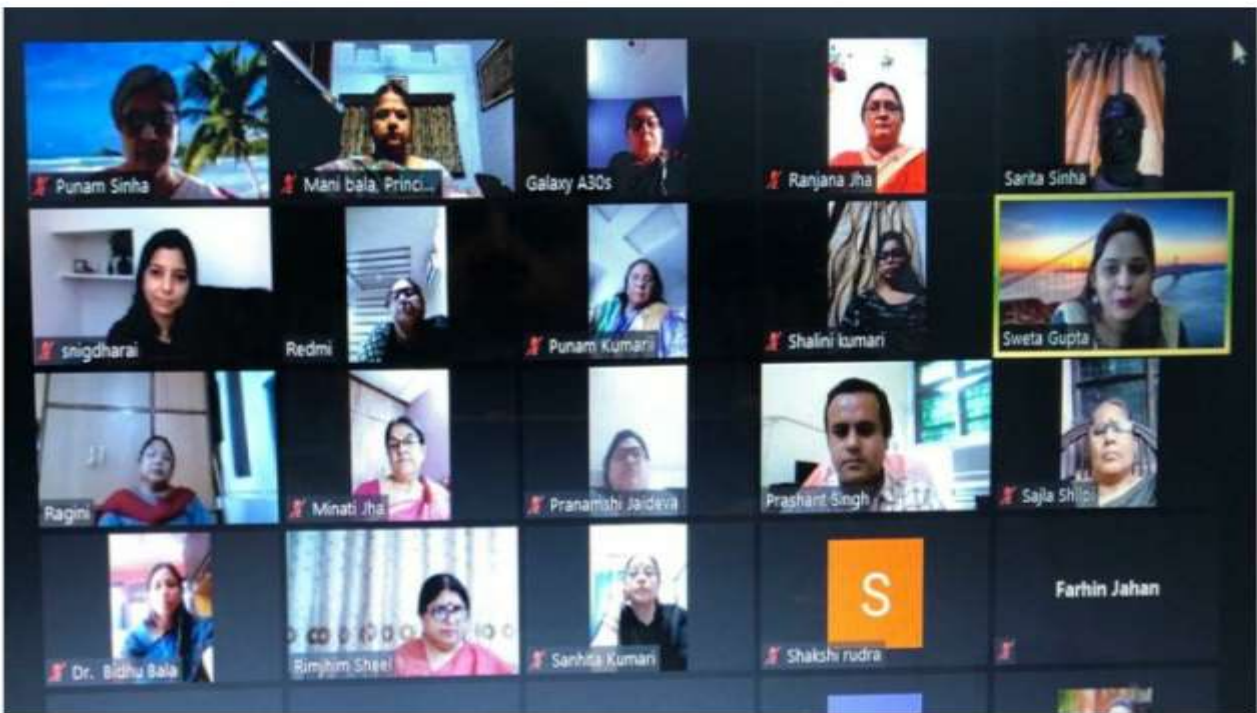 Punam Sinha
Mani bala, Princi...
Galaxy A30s
Ranjana Jha
Sarita Sinha
snigdharai
Redmi
Punam Kumari
Shalini kumari
Sweta Gupta
Ragini
Minati Jha
Pranamshi Jaideva
Prashant Singh
Sajla Shilpi
Dr. Bidhu Bala
Rimjhim Sheel
Sanhita Kumari
S
Shakshi rudra
Farhin Jahan